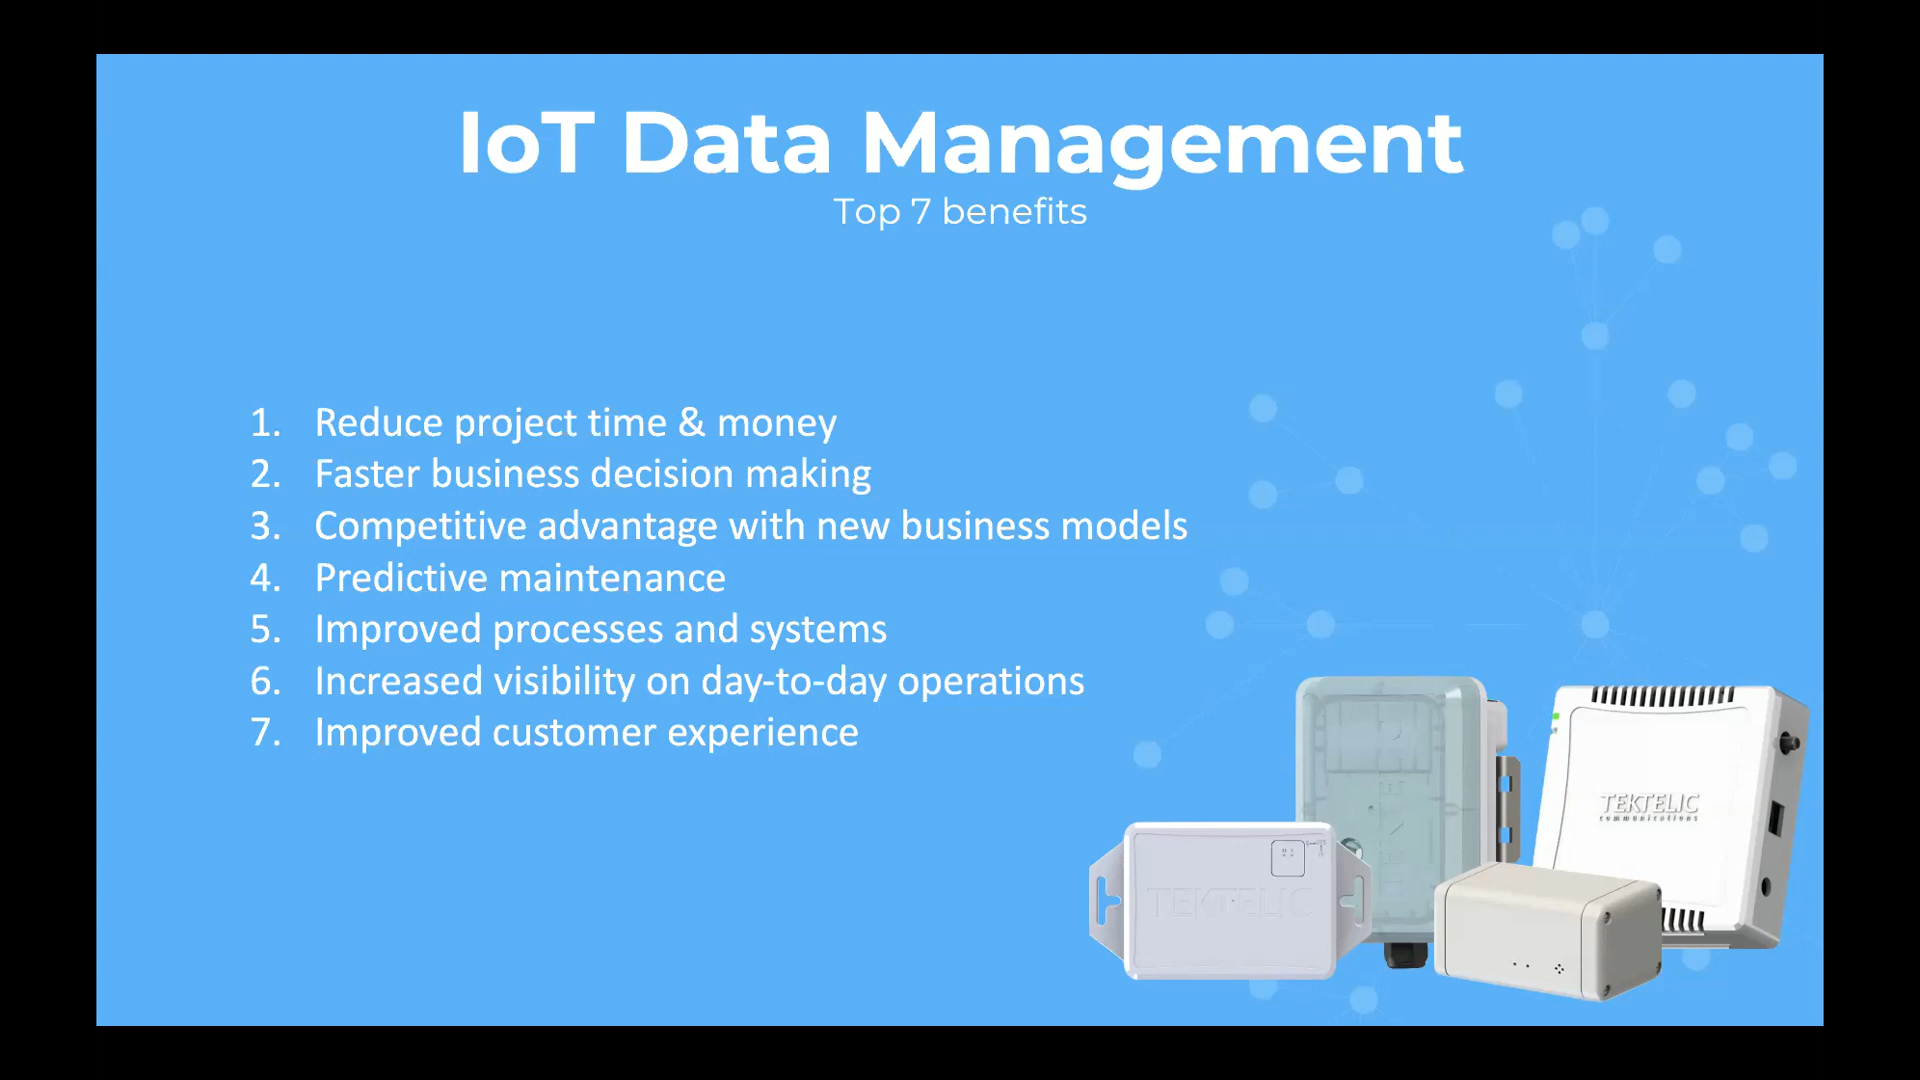 IoT Data Management
Top 7 benefits
1. Reduce project time & money
2. Faster business decision making
3. Competitive advantage with new business models
4. Predictive maintenance
5. Improved processes and systems
6. Increased visibility on day-to-day operations
7. Improved customer experience
TEKTELIC
communications
TEKTELIC